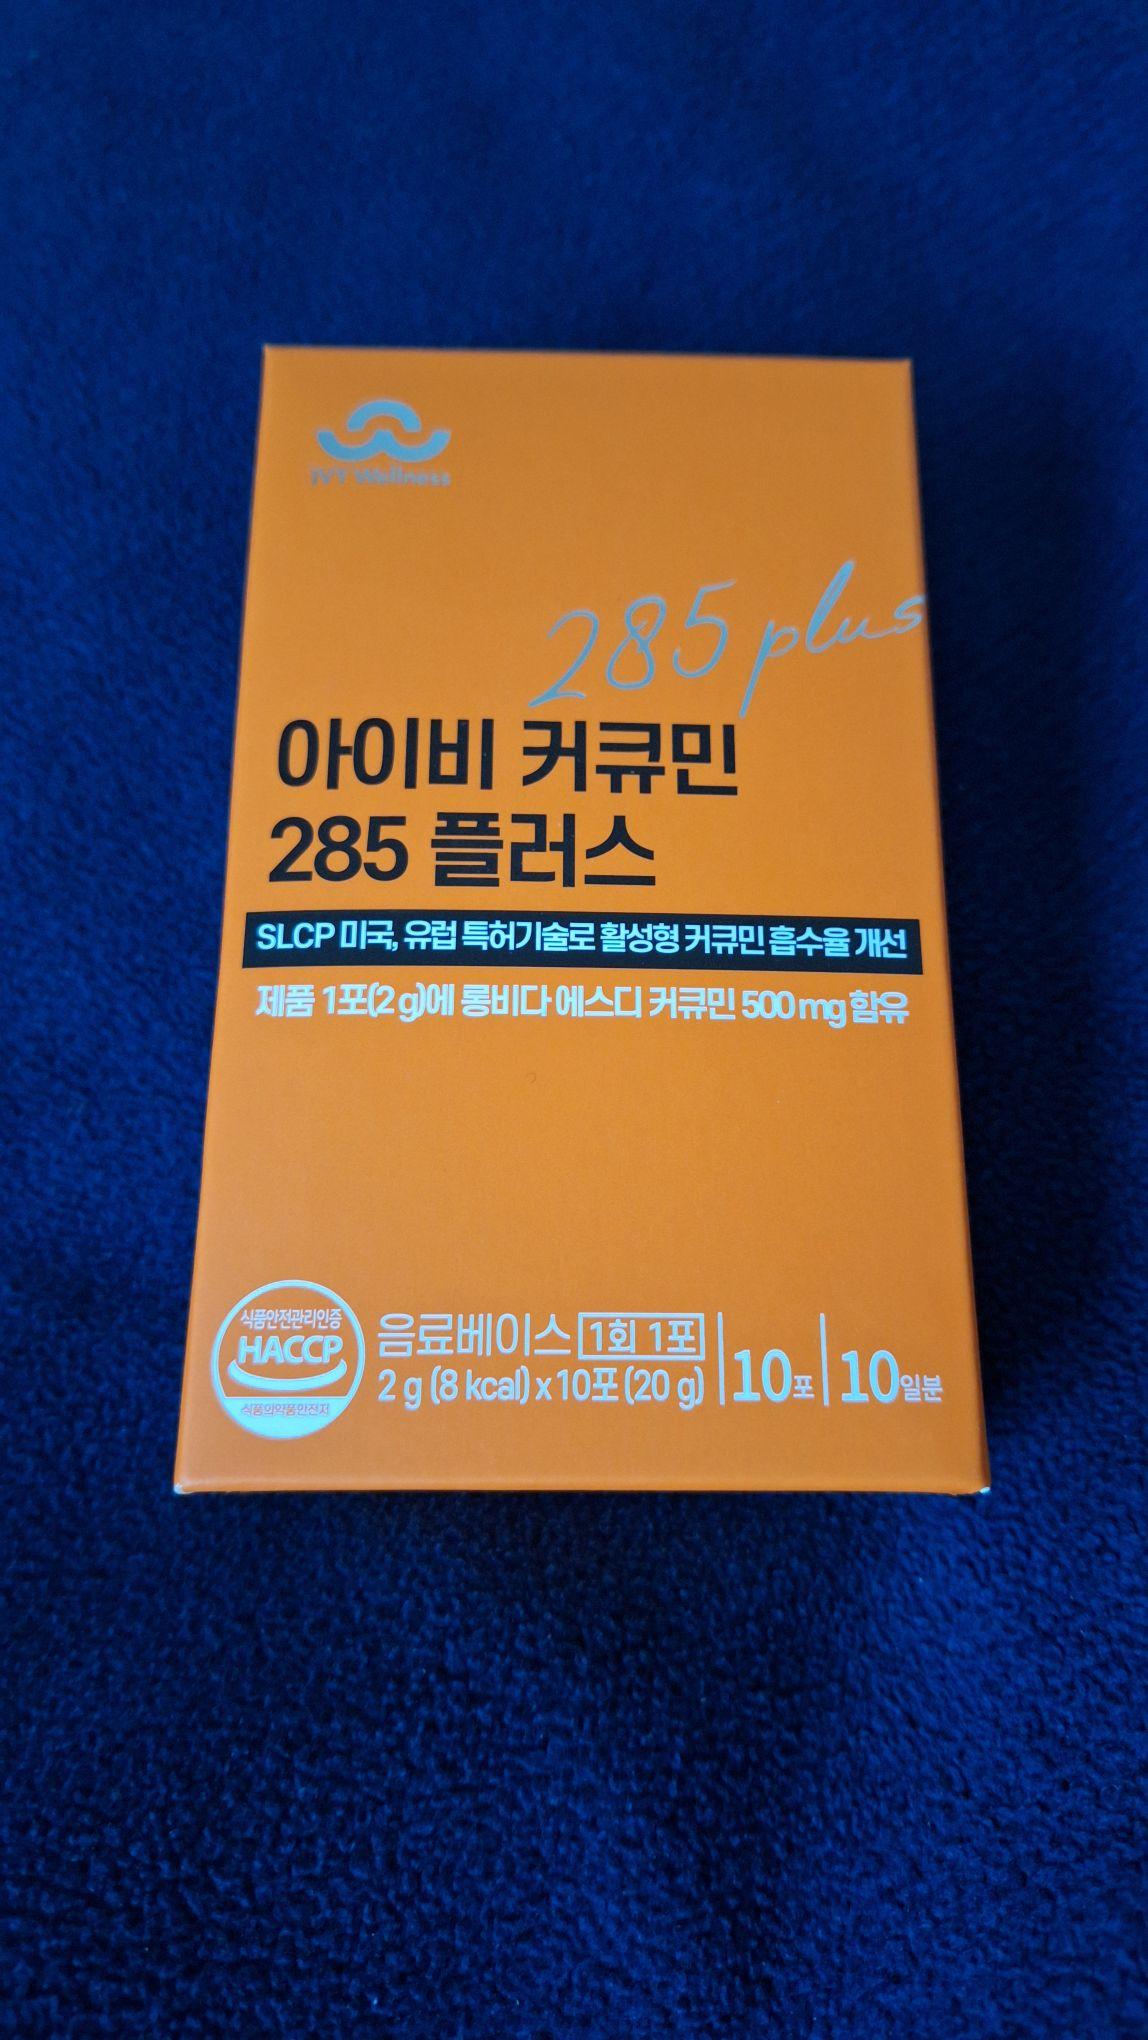 IVY Wellness
285 plus
아이비 커큐민
285 플러스
SLCP 미국, 유럽 특허기술로 활성형 커큐민 흡수율 개선
제품 1포(2 g)에 롱비다 에스디 커큐민 500 mg 함유
식품안전관리인증
HACCP
식품의약품안전처
음료베이스 1회 1포
2 g (8 kcal) x 10포 (20 g)
10포
10일분